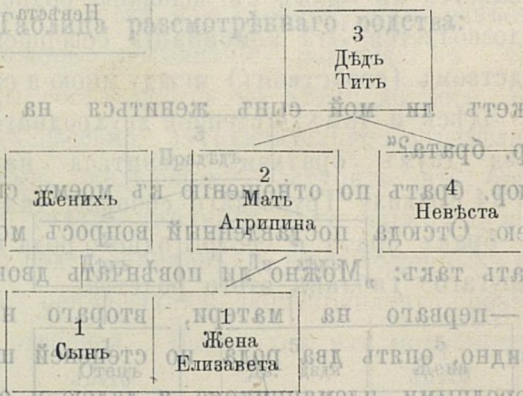 3
Дѣдъ
Титъ
Женихъ
2
Мать
Агрипина
4
Невѣста
1
Сынъ
1
Жена
Елизавета